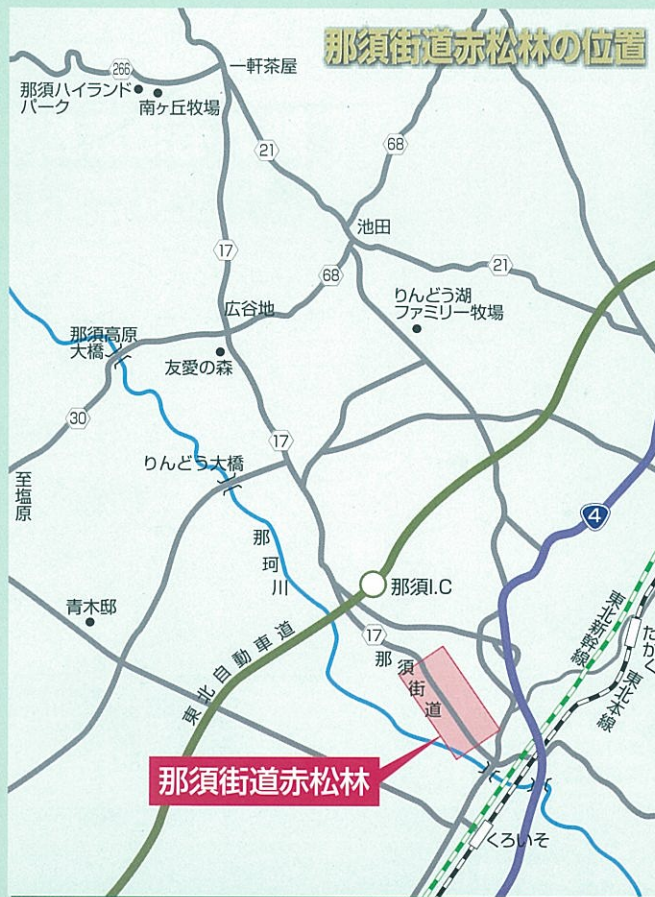 那須街道赤松林の位置
266
一軒茶屋
那須ハイランド
パーク
南ヶ丘牧場
21
68
池田
17
68
21
りんどう湖
ファミリー牧場
広谷地
那須高原
大橋
友愛の森
30
17
りんどう大橋
至塩原
4
那珂川
那須I.C
青木邸
東北自動車道
17
那須街道
東北新幹線
たかく
東北本線
那須街道赤松林
くろいそ